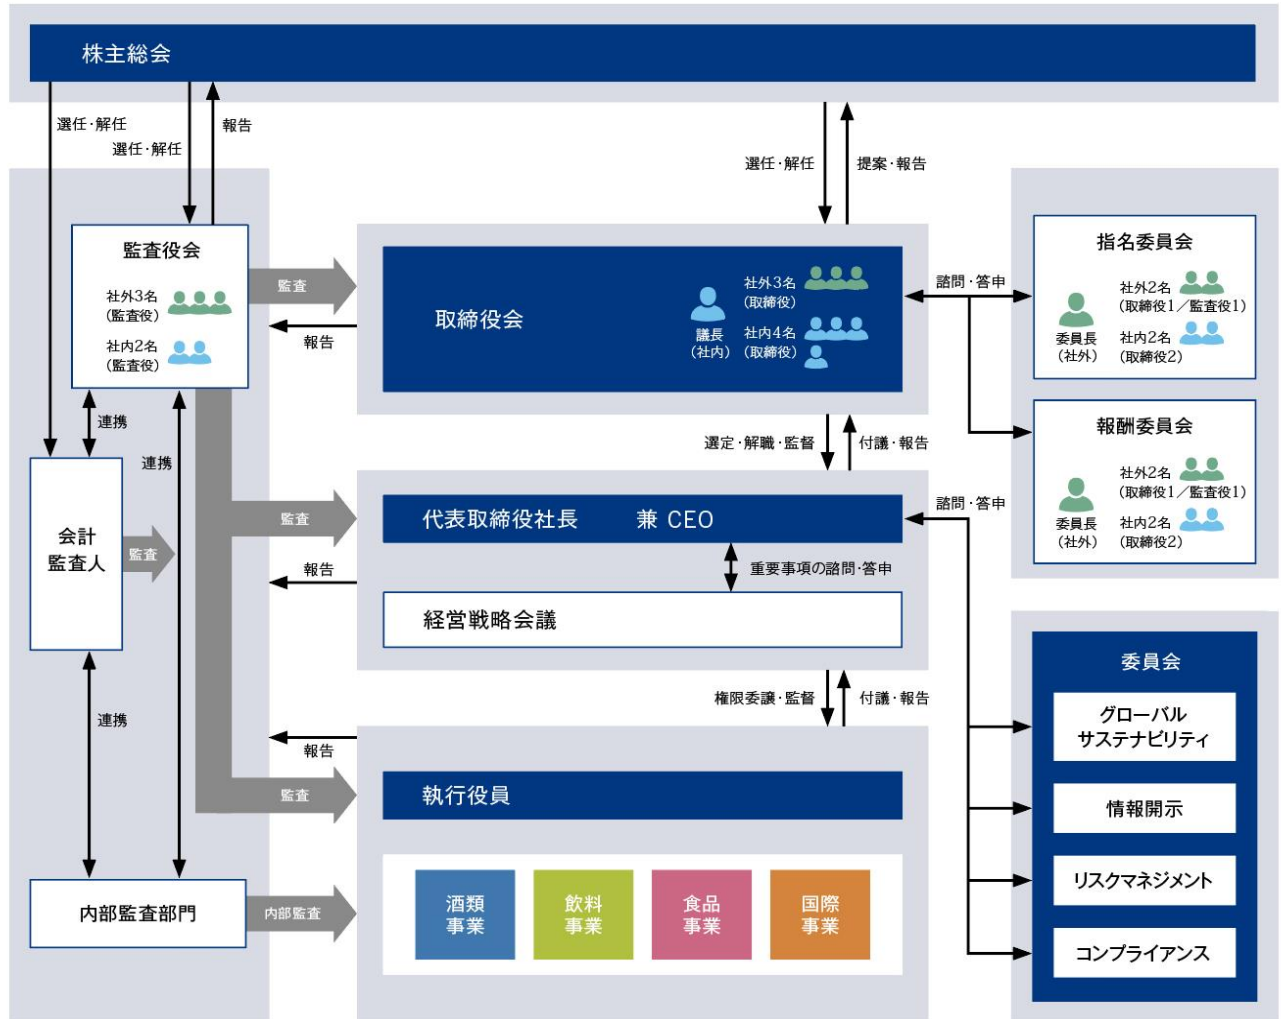 株主総会
選任・解任
選任・解任
報告
選任・解任
提案・報告
監査役会
社外3名
(監査役)
社内2名
(監査役)
監査
報告
取締役会
議長
(社内)
社外3名
(取締役)
社内4名
(取締役)
諮問・答申
指名委員会
委員長
(社外)
社外2名
(取締役1／監査役1)
社内2名
(取締役2)
報酬委員会
委員長
(社外)
社外2名
(取締役1／監査役1)
社内2名
(取締役2)
連携
連携
選定・解職・監督
付議・報告
会計
監査人
監査
監査
報告
代表取締役社長 兼 CEO
重要事項の諮問・答申
経営戦略会議
諮問・答申
権限委譲・監督
付議・報告
連携
報告
監査
執行役員
内部監査部門
内部監査
酒類
事業
飲料
事業
食品
事業
国際
事業
委員会
グローバル
サステナビリティ
情報開示
リスクマネジメント
コンプライアンス